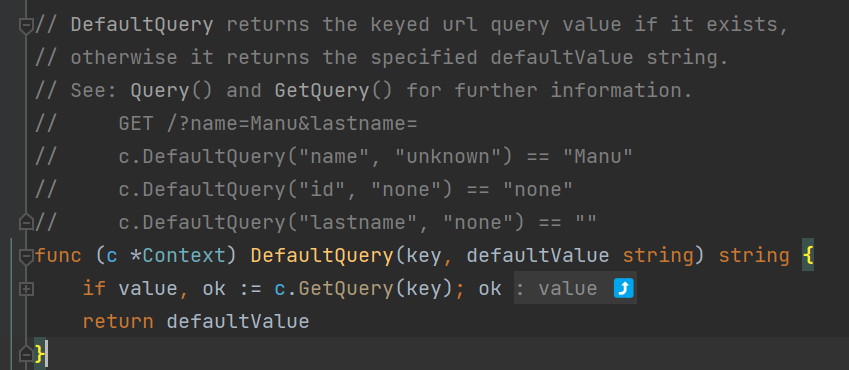 // DefaultQuery returns the keyed url query value if it exists,
// otherwise it returns the specified defaultValue string.
// See: Query() and GetQuery() for further information.
//     GET /?name=Manu&lastname=
//     c.DefaultQuery("name", "unknown") == "Manu"
//     c.DefaultQuery("id", "none") == "none"
//     c.DefaultQuery("lastname", "none") == ""
func (c *Context) DefaultQuery(key, defaultValue string) string {
    if value, ok := c.GetQuery(key); ok : value ⤴
    return defaultValue
}